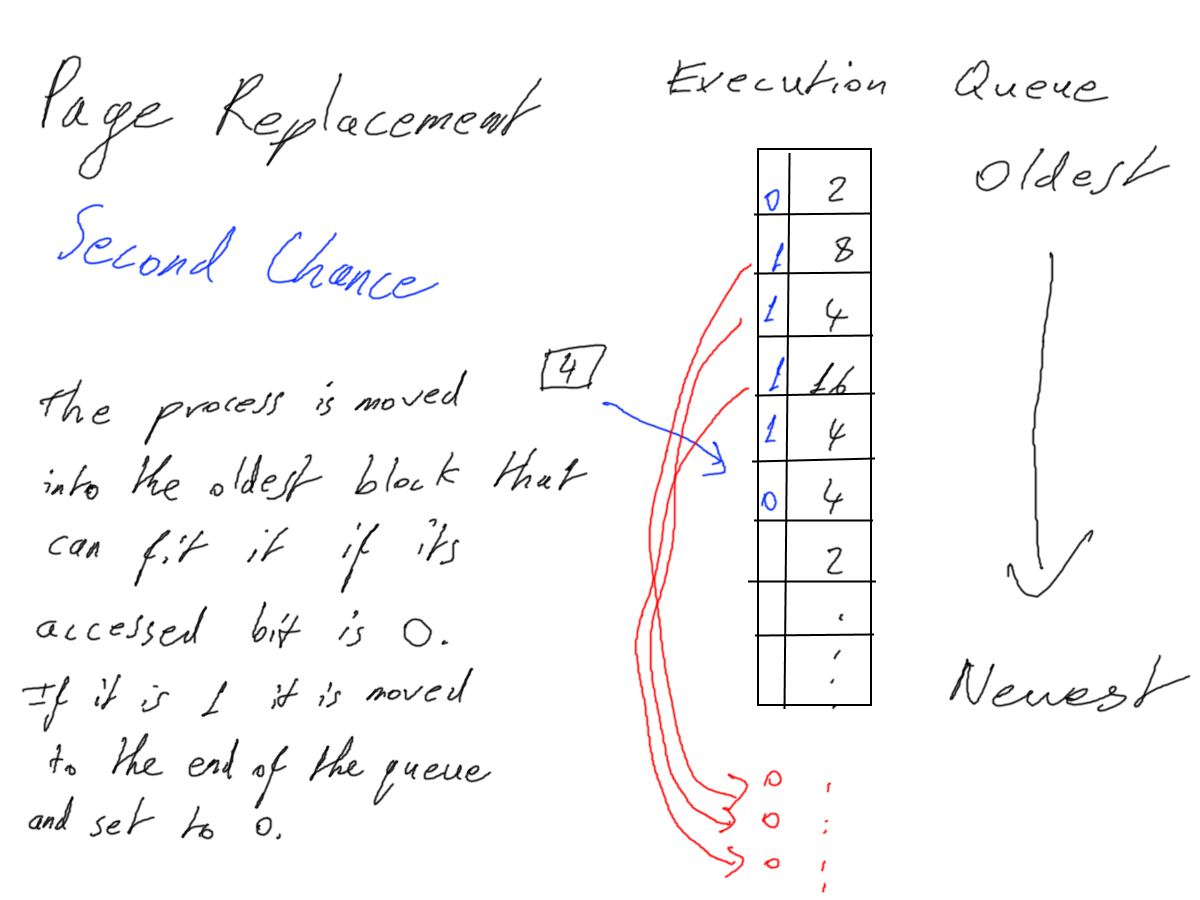 Page Replacement
Second Chance
the process is moved
into the oldest block that
can fit it if its
accessed bit is 0.
If it is 1 it is moved
to the end of the queue
and set to 0.
4
Execution Queue
Oldest
0 2
1 8
1 4
1 16
1 4
0 4
2
Newest
0
0
0